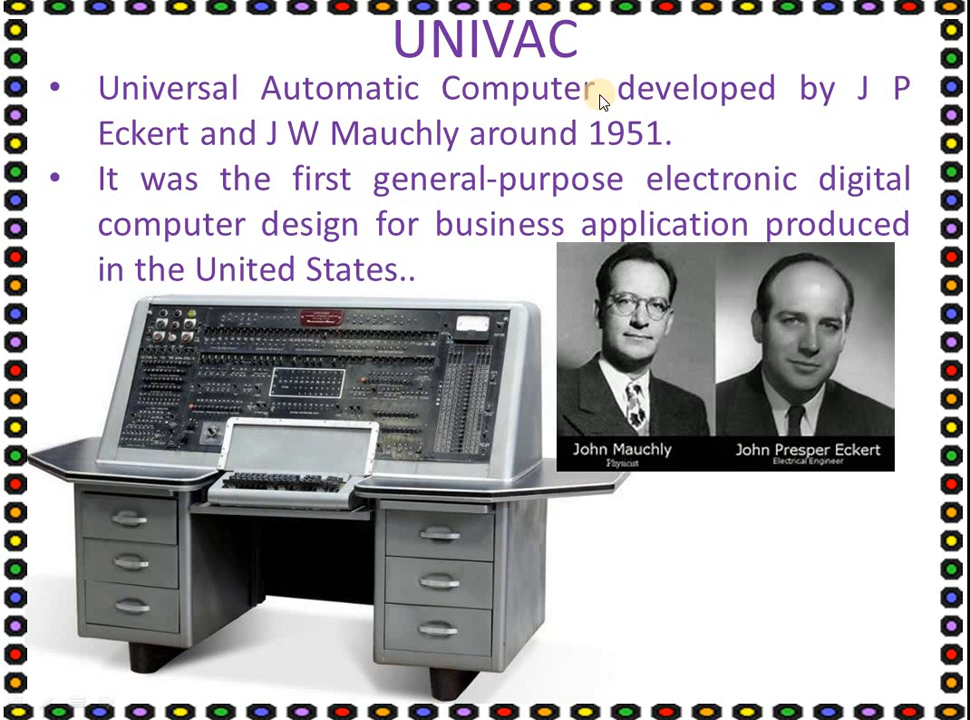 UNIVAC
• Universal Automatic Computer developed by J P
Eckert and J W Mauchly around 1951.
• It was the first general-purpose electronic digital
computer design for business application produced
in the United States..
John Mauchly
Physicist
John Presper Eckert
Electrical Engineer